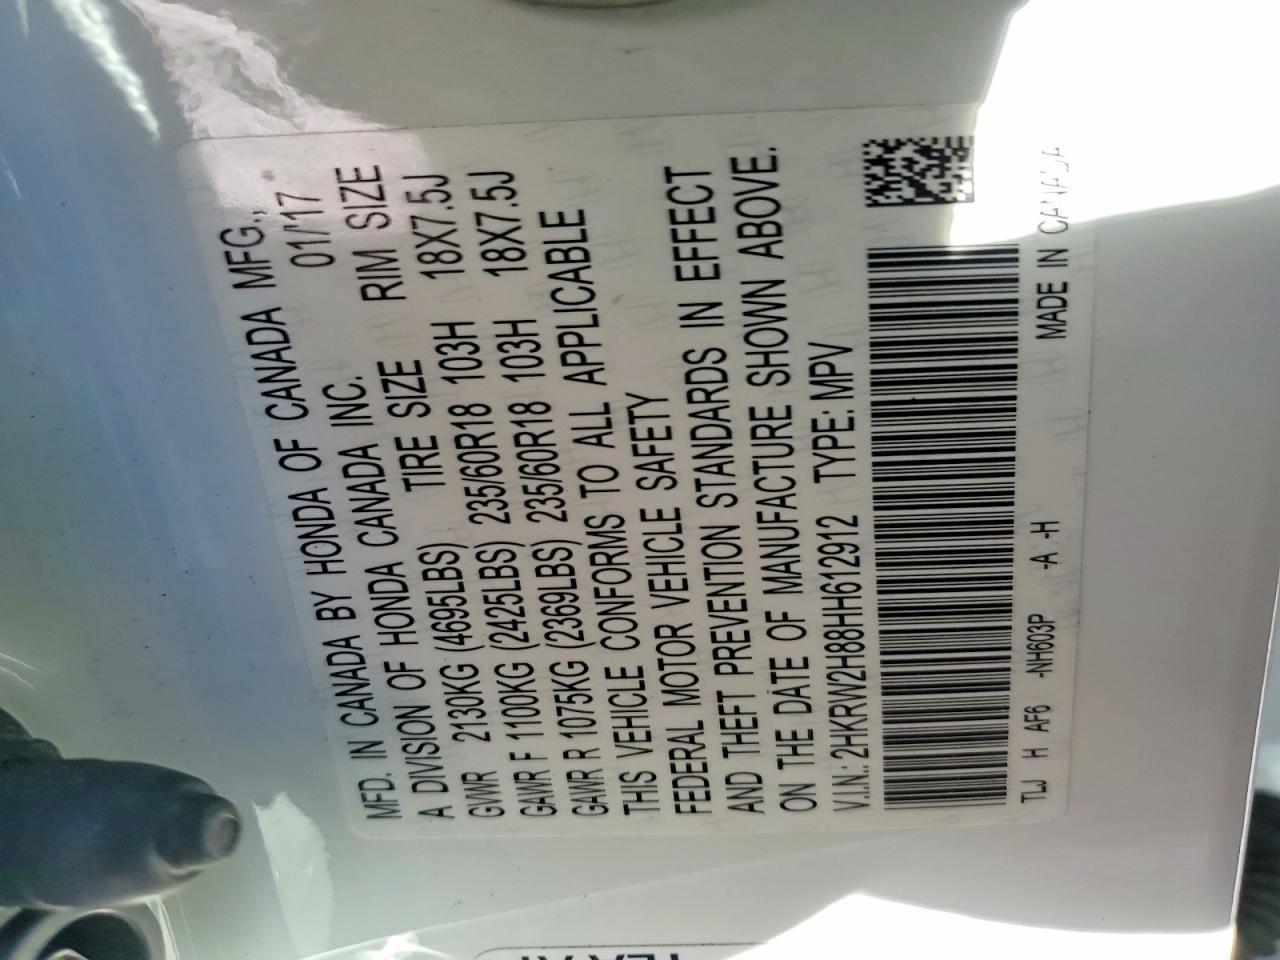 MFD. IN CANADA BY HONDA OF CANADA MFG.,
A DIVISION OF HONDA CANADA INC. 01/'17
TIRE SIZE RIM SIZE
GVWR 2130KG (4695LBS)
GAWR F 1100KG (2425LBS) 235/60R18 103H 18X7.5J
GAWR R 1075KG (2369LBS) 235/60R18 103H 18X7.5J
THIS VEHICLE CONFORMS TO ALL APPLICABLE
FEDERAL MOTOR VEHICLE SAFETY
AND THEFT PREVENTION STANDARDS IN EFFECT
ON THE DATE OF MANUFACTURE SHOWN ABOVE.
V.I.N.: 2HKRW2H88HH612912 TYPE: MPV
TLJ H AF6 -NH603P -A -H MADE IN CANADA